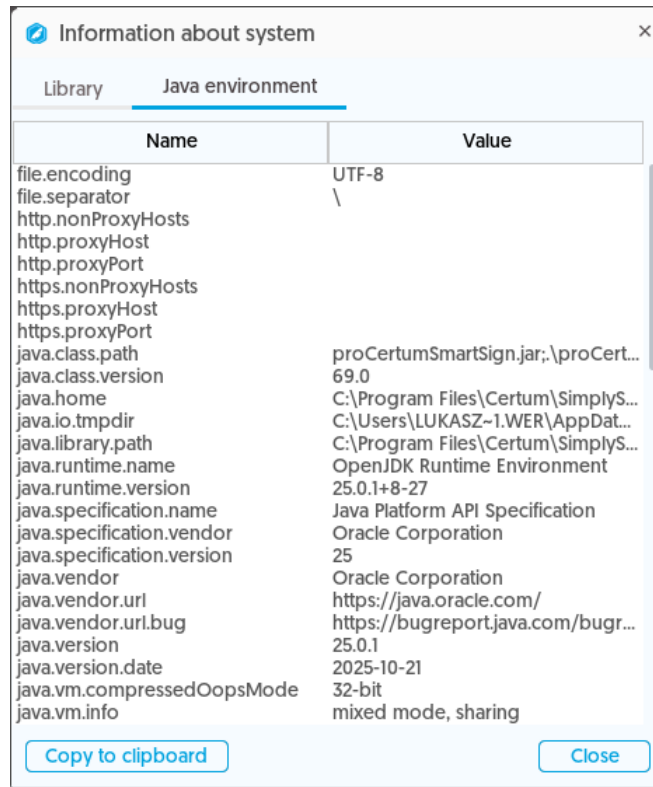 Information about system
×
Library Java environment
Name Value
file.encoding UTF-8
file.separator \
http.nonProxyHosts
http.proxyHost
http.proxyPort
https.nonProxyHosts
https.proxyHost
https.proxyPort
java.class.path proCertumSmartSign.jar;.\proCert...
java.class.version 69.0
java.home C:\Program Files\Certum\SimplyS...
java.io.tmpdir C:\Users\LUKASZ~1.WER\AppDat...
java.library.path C:\Program Files\Certum\SimplyS...
java.runtime.name OpenJDK Runtime Environment
java.runtime.version 25.0.1+8-27
java.specification.name Java Platform API Specification
java.specification.vendor Oracle Corporation
java.specification.version 25
java.vendor Oracle Corporation
java.vendor.url https://java.oracle.com/
java.vendor.url.bug https://bugreport.java.com/bugr...
java.version 25.0.1
java.version.date 2025-10-21
java.vm.compressedOopsMode 32-bit
java.vm.info mixed mode, sharing
Copy to clipboard Close